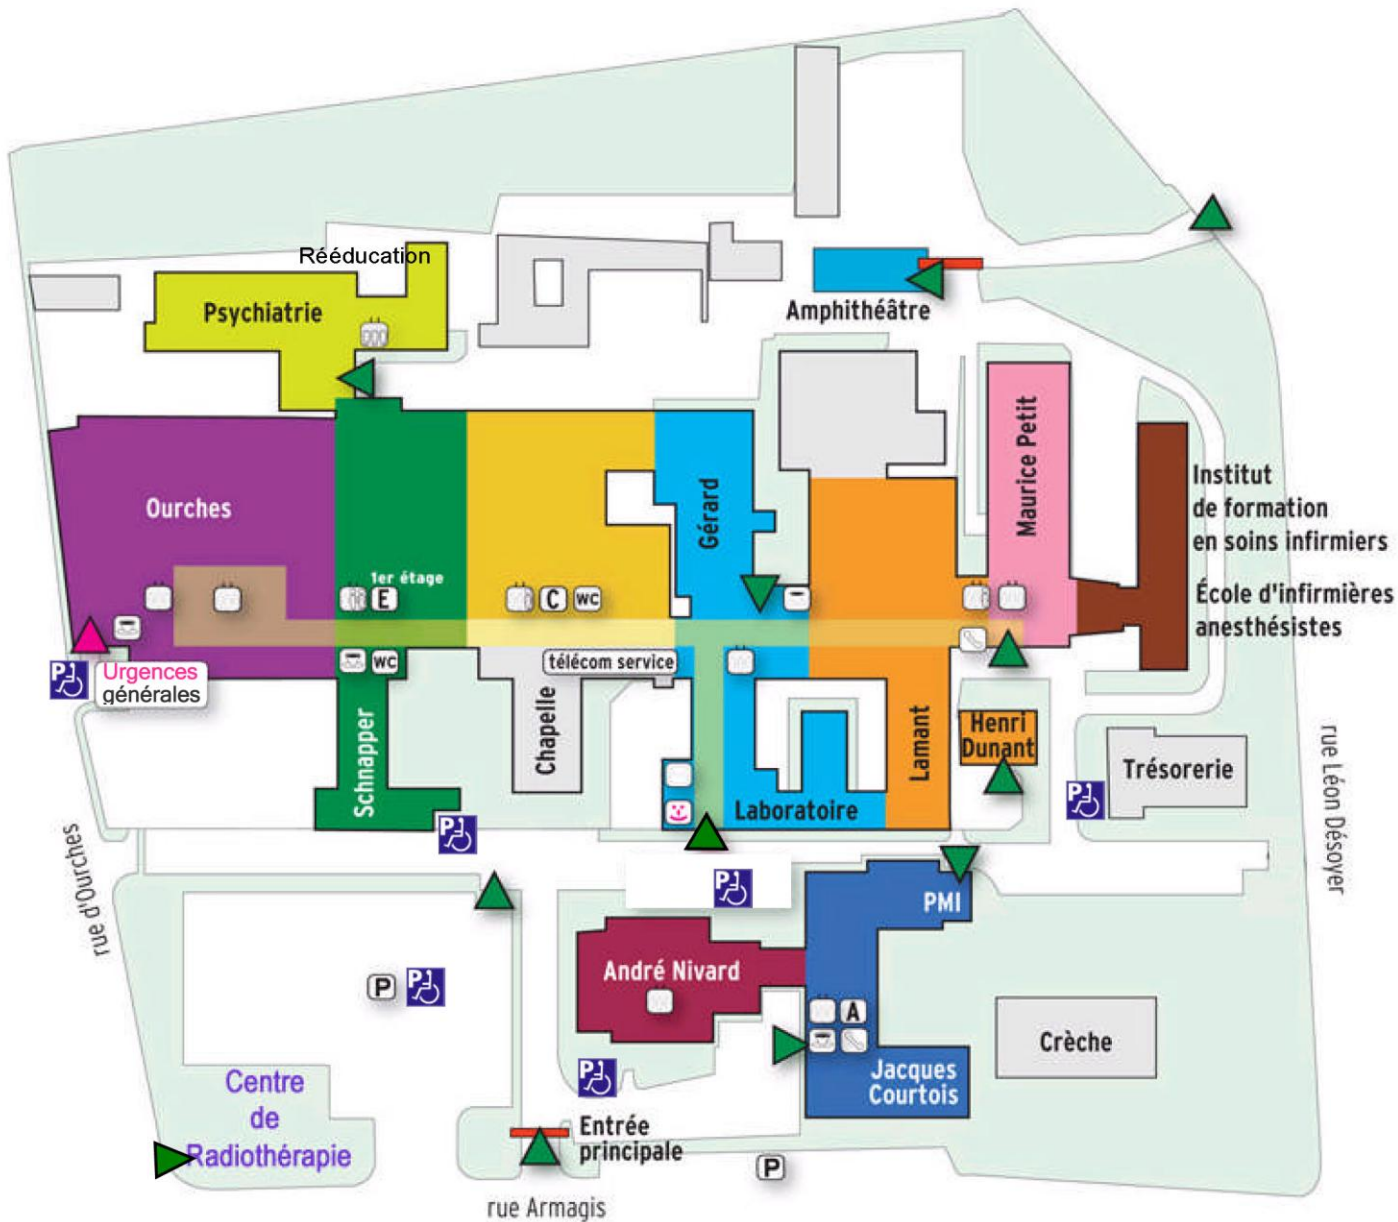 Rééducation
Psychiatrie
Amphithéâtre
Maurice Petit
Institut
de formation
en soins infirmiers
École d'infirmières
anesthésistes
Ourches
Gérard
1er étage
E
C
WC
WC
télécom service
P
Urgences
générales
Schnapper
Chapelle
Lamant
Henri
Dunant
Trésorerie
P
Laboratoire
P
rue Léon Désoyer
rue d'Ourches
P
PMI
André Nivard
P
P
A
Crèche
Jacques
Courtois
Centre
de
Radiothérapie
P
Entrée
principale
P
rue Armagis